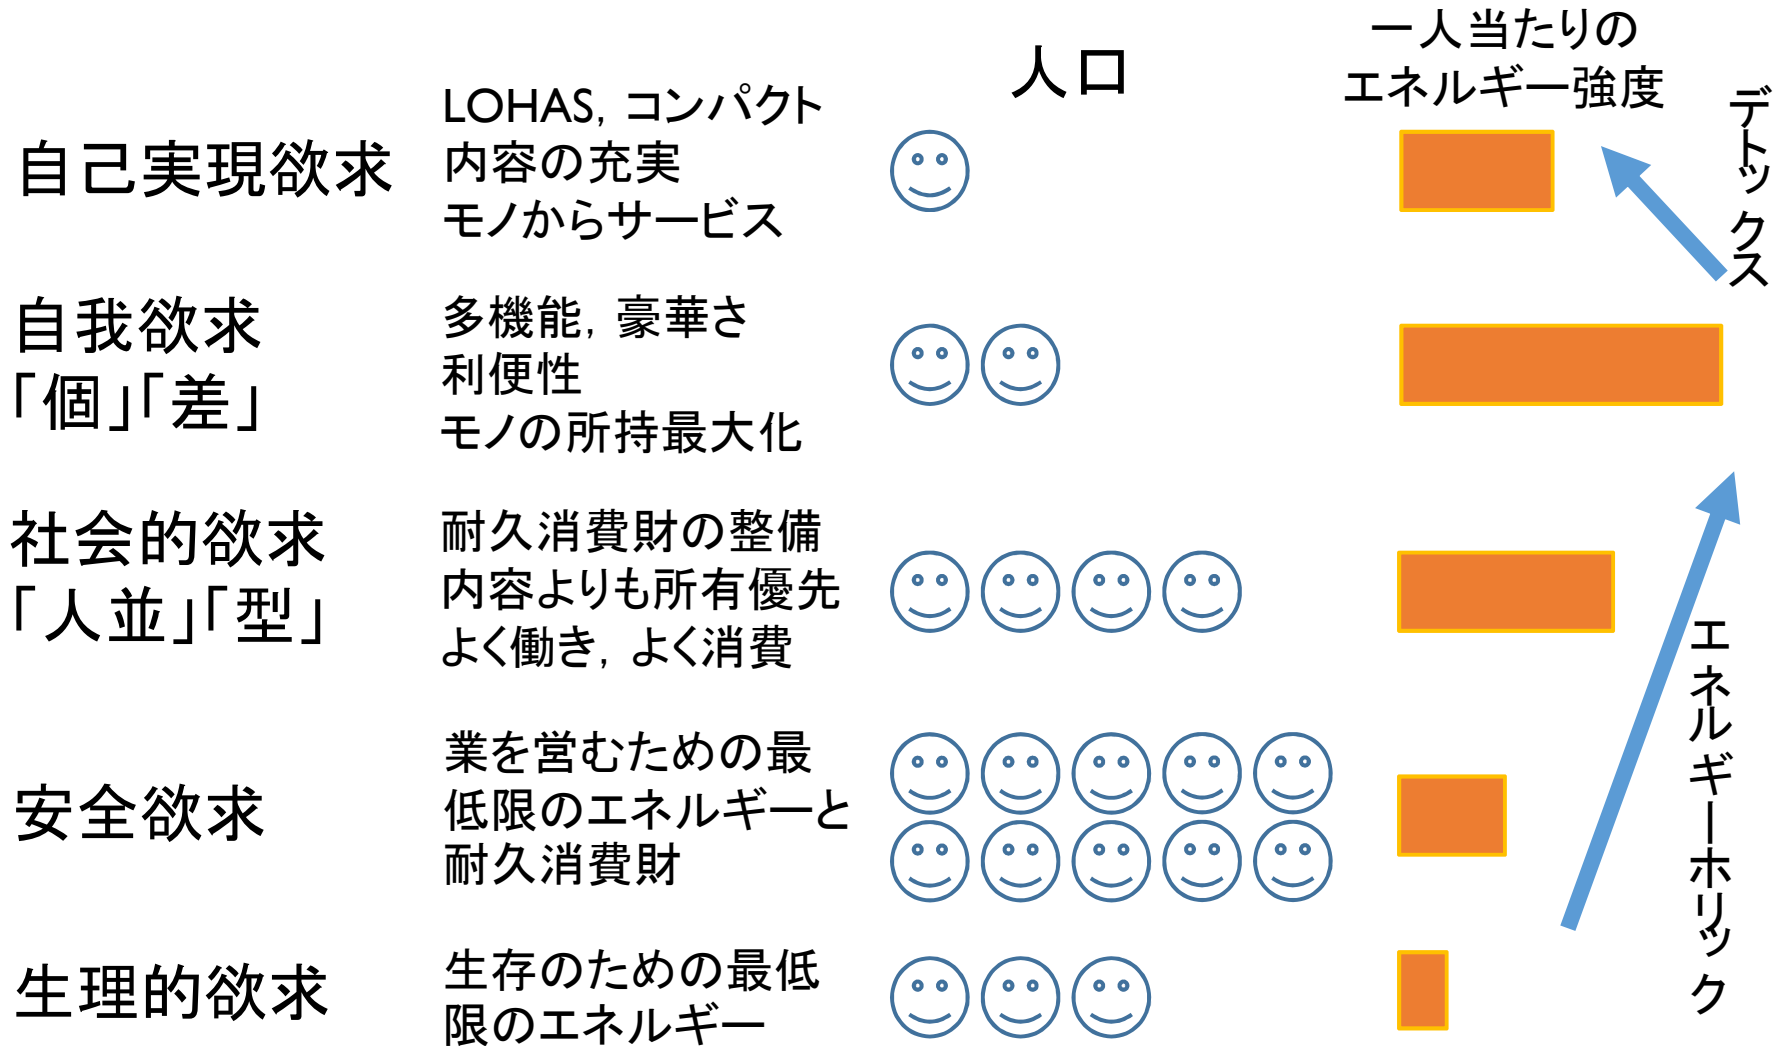 人口
一人当たりの
エネルギー強度
自己実現欲求
LOHAS, コンパクト
内容の充実
モノからサービス
デトックス
自我欲求
「個」「差」
多機能, 豪華さ
利便性
モノの所持最大化
社会的欲求
「人並」「型」
耐久消費財の整備
内容よりも所有優先
よく働き, よく消費
エネルギーホリック
安全欲求
業を営むための最
低限のエネルギーと
耐久消費財
生理的欲求
生存のための最低
限のエネルギー